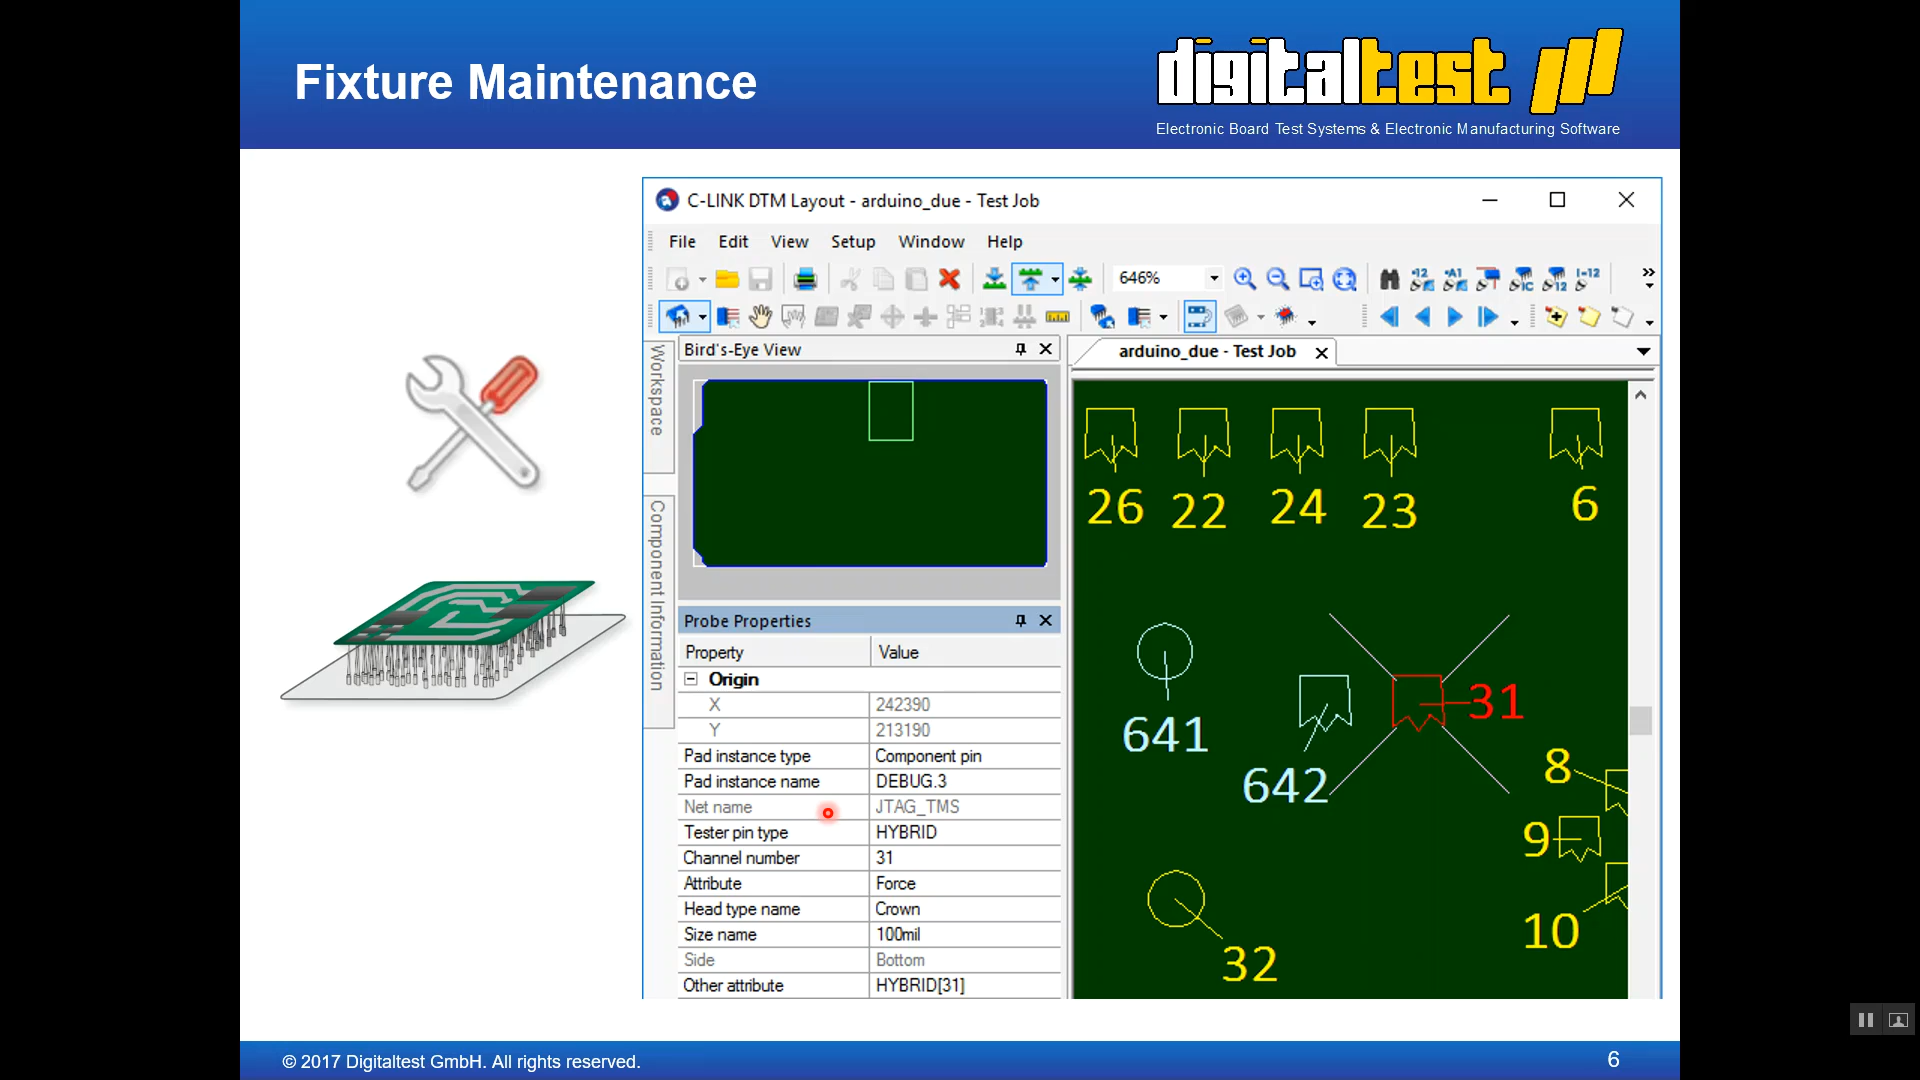 Fixture Maintenance
digitaltest
Electronic Board Test Systems & Electronic Manufacturing Software
C-LINK DTM Layout - arduino_due - Test Job
File Edit View Setup Window Help
646%
Workspace
Component Information
Bird's-Eye View
arduino_due - Test Job
Probe Properties
Property Value
Origin
X 242390
Y 213190
Pad instance type Component pin
Pad instance name DEBUG.3
Net name JTAG_TMS
Tester pin type HYBRID
Channel number 31
Attribute Force
Head type name Crown
Size name 100mil
Side Bottom
Other attribute HYBRID[31]
26 22 24 23 6
641
642
31
8
9
10
32
© 2017 Digitaltest GmbH. All rights reserved.
6